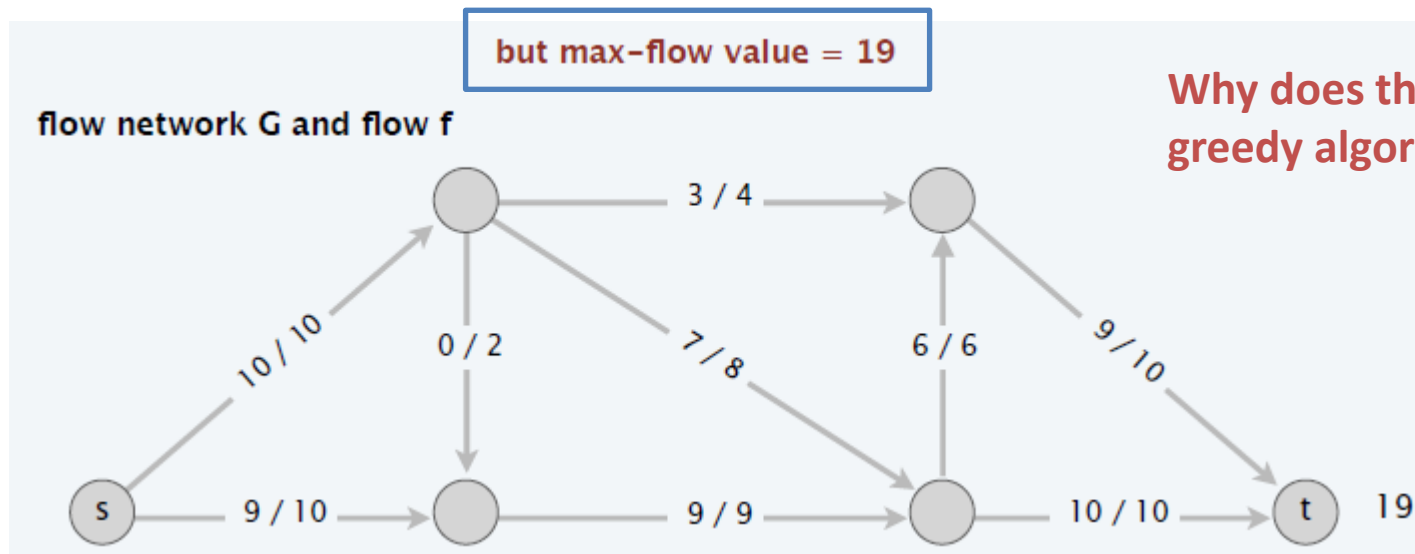 but max-flow value = 19
Why does th
greedy algor
flow network G and flow f
3 / 4
10 / 10
0 / 2
7 / 8
6 / 6
9 / 10
s
9 / 10
9 / 9
10 / 10
t
19